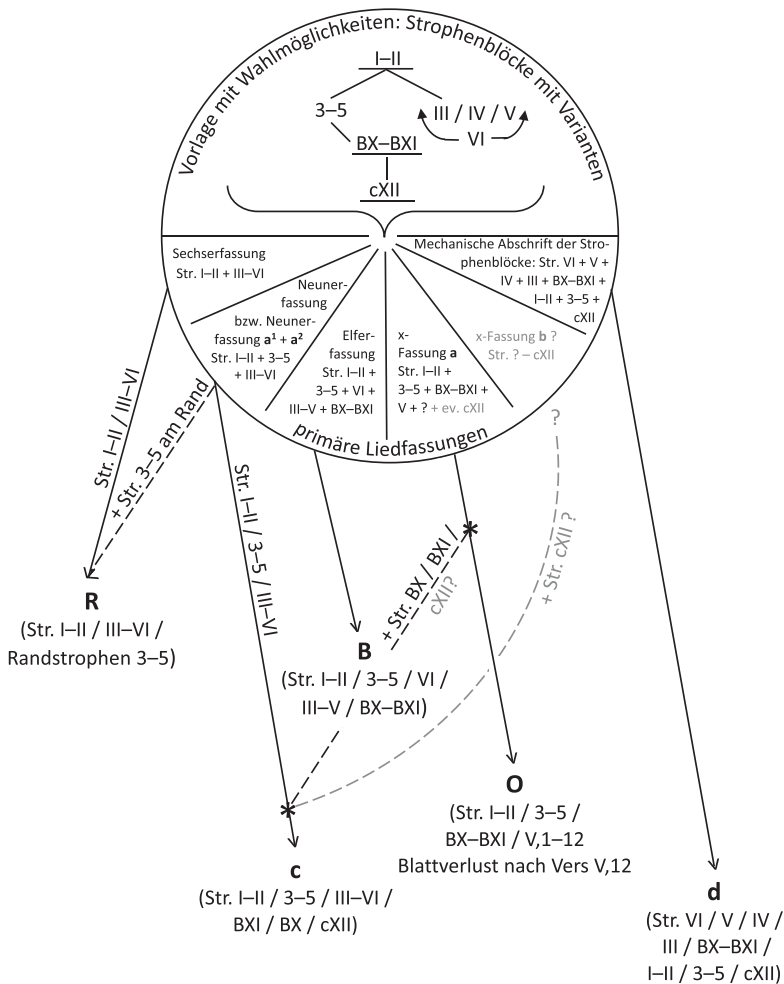 Vorlage mit Wahlmöglichkeiten: Strophenblöcke mit Varianten
I–II
3–5
III / IV / V
VI
BX–BXI
cXII
Sechserfassung
Str. I–II + III–VI
Neuner-
fassung
bzw. Neuner-
fassung a¹ + a²
Str. I–II + 3–5
+ III–VI
Elfer-
fassung
Str. I–II +
3–5 + VI +
III–V + BX–BXI
x-
Fassung a
Str. I–II +
3–5 + BX–BXI +
V + ? + ev. cXII
x-Fassung b ?
Str. ? – cXII
Mechanische Abschrift der Stro-
phenblöcke: Str. VI + V +
IV + III + BX–BXI +
I–II + 3–5 +
cXII
primäre Liedfassungen
Str. I–II / III–VI
+ Str. 3–5 am Rand
Str. I–II / 3–5 / III–VI
+ Str. BX / BXI /
cXII?
?
+ Str. cXII ?
R
(Str. I–II / III–VI /
Randstrophen 3–5)
B
(Str. I–II / 3–5 / VI /
III–V / BX–BXI)
*
*
O
(Str. I–II / 3–5 /
BX–BXI / V,1–12
Blattverlust nach Vers V,12
c
(Str. I–II / 3–5 / III–VI /
BXI / BX / cXII)
d
(Str. VI / V / IV /
III / BX–BXI /
I–II / 3–5 / cXII)